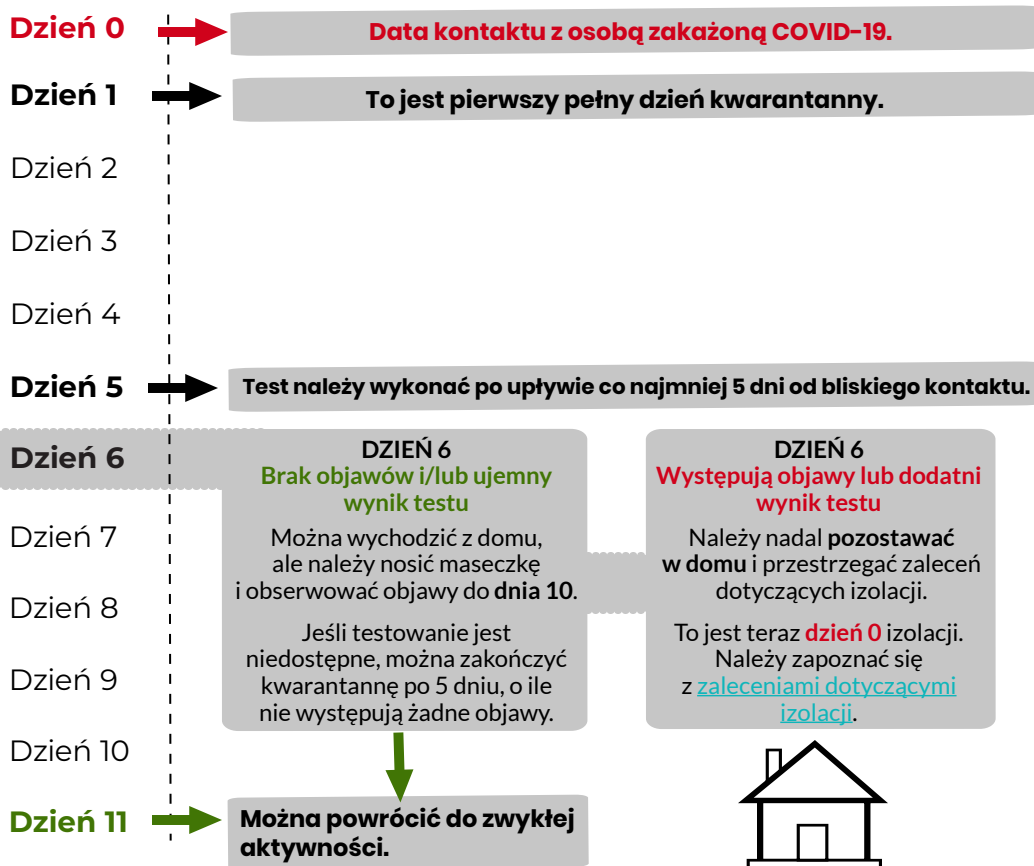 Dzień 0
Data kontaktu z osobą zakażoną COVID-19.
Dzień 1
To jest pierwszy pełny dzień kwarantanny.
Dzień 2
Dzień 3
Dzień 4
Dzień 5
Test należy wykonać po upływie co najmniej 5 dni od bliskiego kontaktu.
Dzień 6
DZIEŃ 6
Brak objawów i/lub ujemny
wynik testu
Można wychodzić z domu,
ale należy nosić maseczkę
i obserwować objawy do dnia 10.
Jeśli testowanie jest
niedostępne, można zakończyć
kwarantannę po 5 dniu, o ile
nie występują żadne objawy.
DZIEŃ 6
Występują objawy lub dodatni
wynik testu
Należy nadal pozostawać
w domu i przestrzegać zaleceń
dotyczących izolacji.
To jest teraz dzień 0 izolacji.
Należy zapoznać się
z zaleceniami dotyczącymi
izolacji.
Dzień 7
Dzień 8
Dzień 9
Dzień 10
Dzień 11
Można powrócić do zwykłej
aktywności.